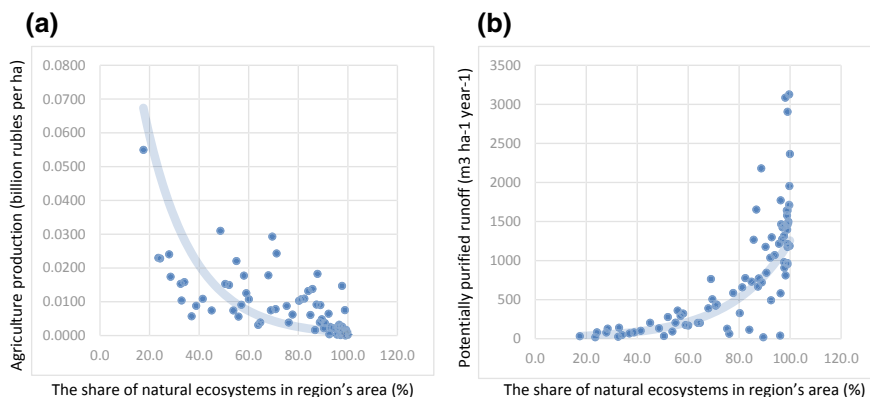 (a)
Agriculture production (billion rubles per ha)
0.0800
0.0700
0.0600
0.0500
0.0400
0.0300
0.0200
0.0100
0.0000
0.0 20.0 40.0 60.0 80.0 100.0 120.0
The share of natural ecosystems in region's area (%)
(b)
Potentially purified runoff (m3 ha-1 year-1)
3500
3000
2500
2000
1500
1000
500
0
0.0 20.0 40.0 60.0 80.0 100.0 120.0
The share of natural ecosystems in region's area (%)